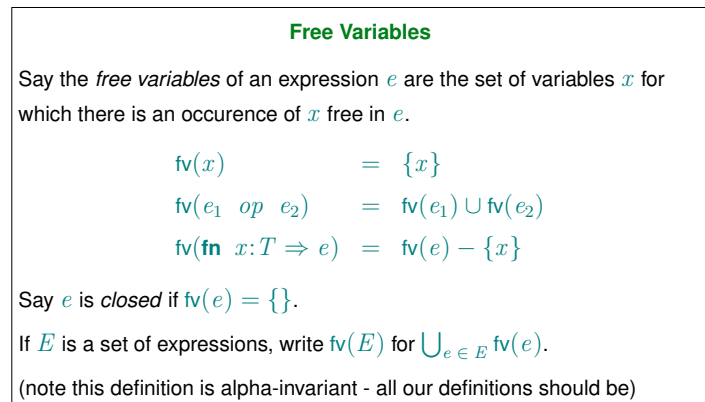 Free Variables
Say the free variables of an expression e are the set of variables x for
which there is an occurence of x free in e.
fv(x) = {x}
fv(e₁ op e₂) = fv(e₁) ∪ fv(e₂)
fv(fn x:T ⇒ e) = fv(e) − {x}
Say e is closed if fv(e) = {}.
If E is a set of expressions, write fv(E) for ⋃ₑ ∈ E fv(e).
(note this definition is alpha-invariant - all our definitions should be)